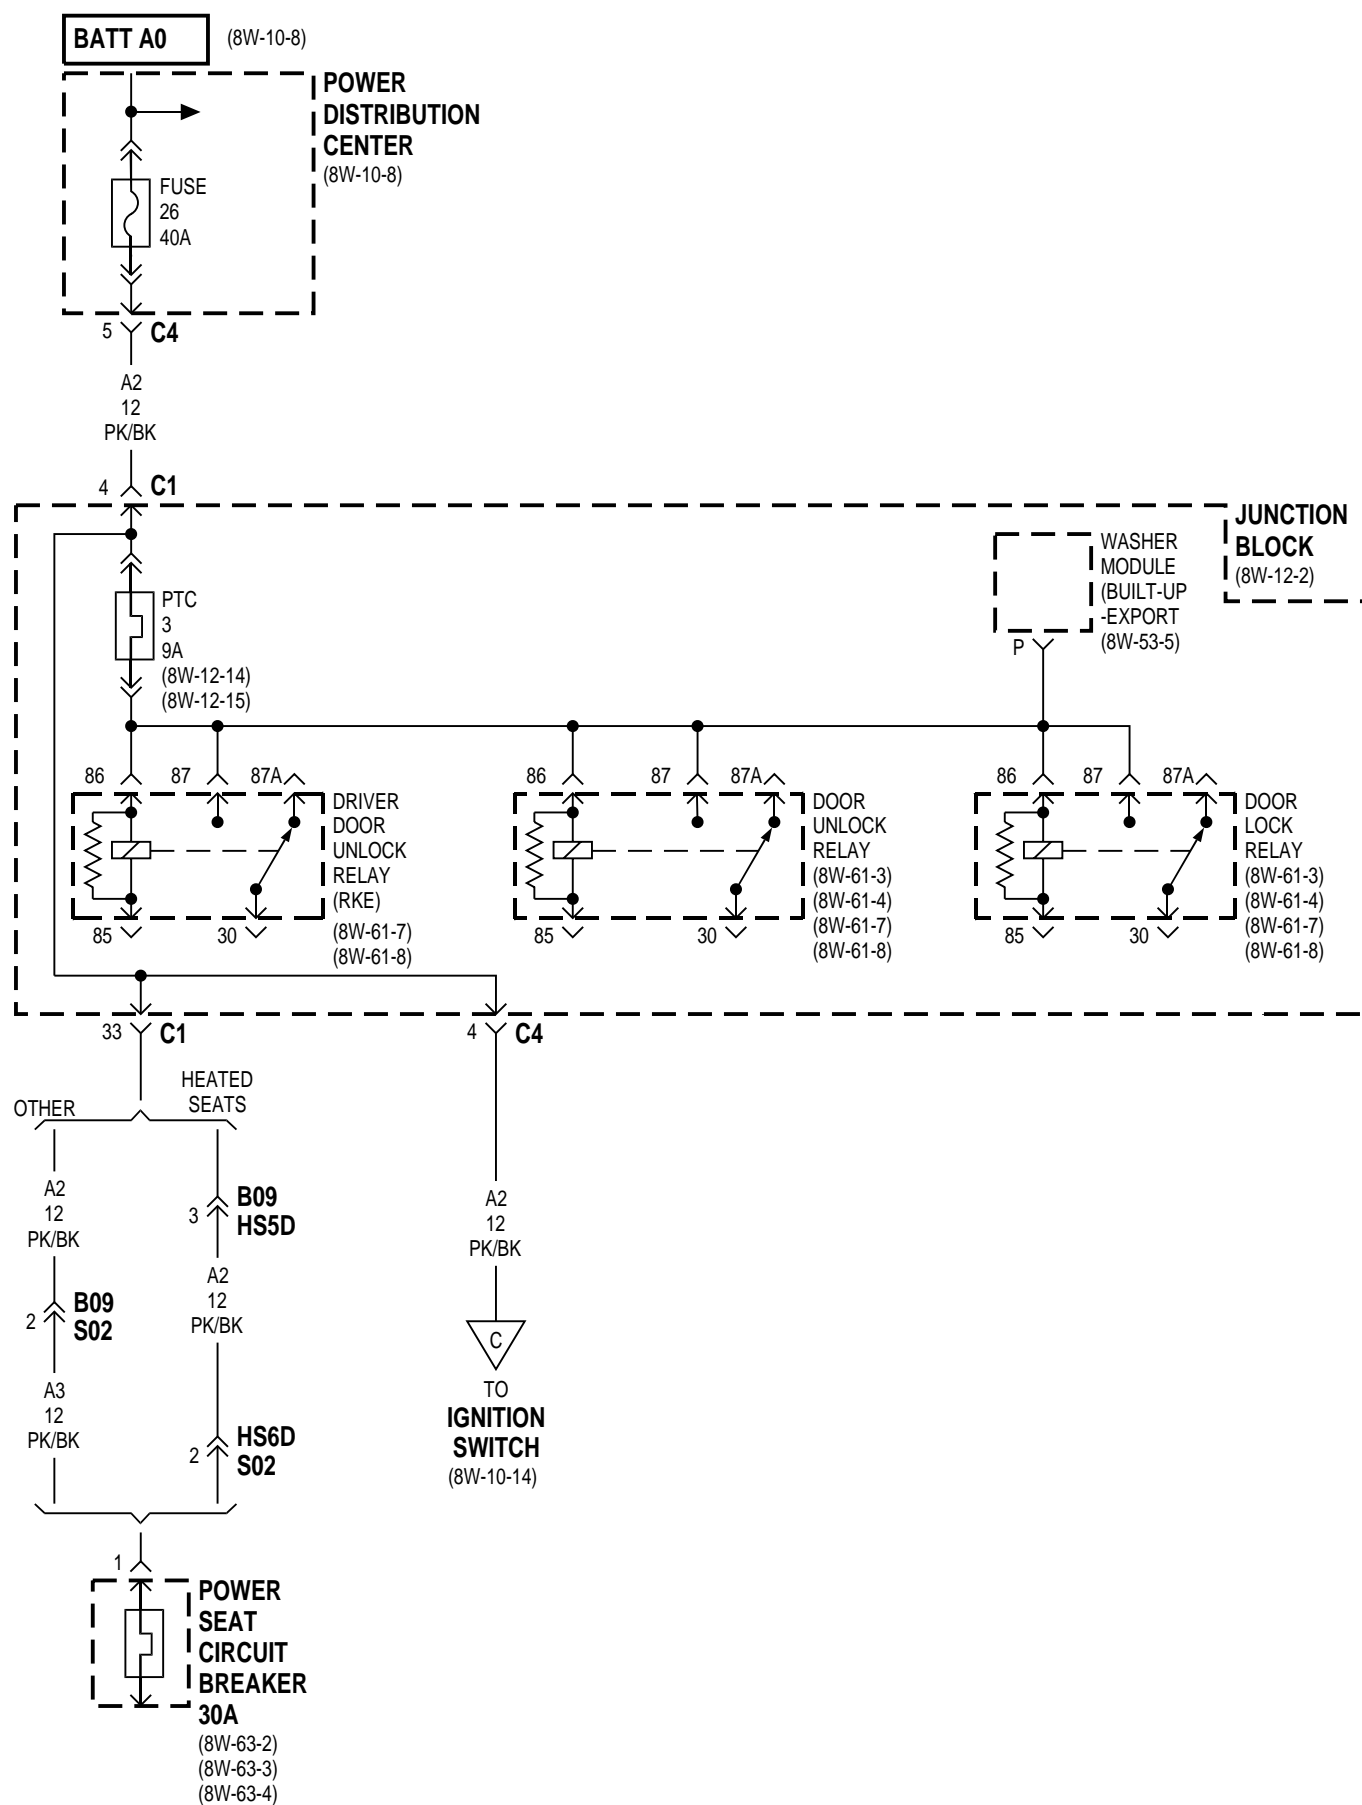 BATT A0
(8W-10-8)
POWER
DISTRIBUTION
CENTER
(8W-10-8)
FUSE
26
40A
5
C4
A2
12
PK/BK
4
C1
JUNCTION
BLOCK
(8W-12-2)
WASHER
MODULE
(BUILT-UP
-EXPORT
(8W-53-5)
P
PTC
3
9A
(8W-12-14)
(8W-12-15)
86
87
87A
DRIVER
DOOR
UNLOCK
RELAY
(RKE)
(8W-61-7)
(8W-61-8)
85
30
86
87
87A
DOOR
UNLOCK
RELAY
(8W-61-3)
(8W-61-4)
(8W-61-7)
(8W-61-8)
85
30
86
87
87A
DOOR
LOCK
RELAY
(8W-61-3)
(8W-61-4)
(8W-61-7)
(8W-61-8)
85
30
33
C1
4
C4
OTHER
HEATED
SEATS
A2
12
PK/BK
2
B09
S02
A3
12
PK/BK
3
B09
HS5D
A2
12
PK/BK
2
HS6D
S02
A2
12
PK/BK
C
TO
IGNITION
SWITCH
(8W-10-14)
1
POWER
SEAT
CIRCUIT
BREAKER
30A
(8W-63-2)
(8W-63-3)
(8W-63-4)